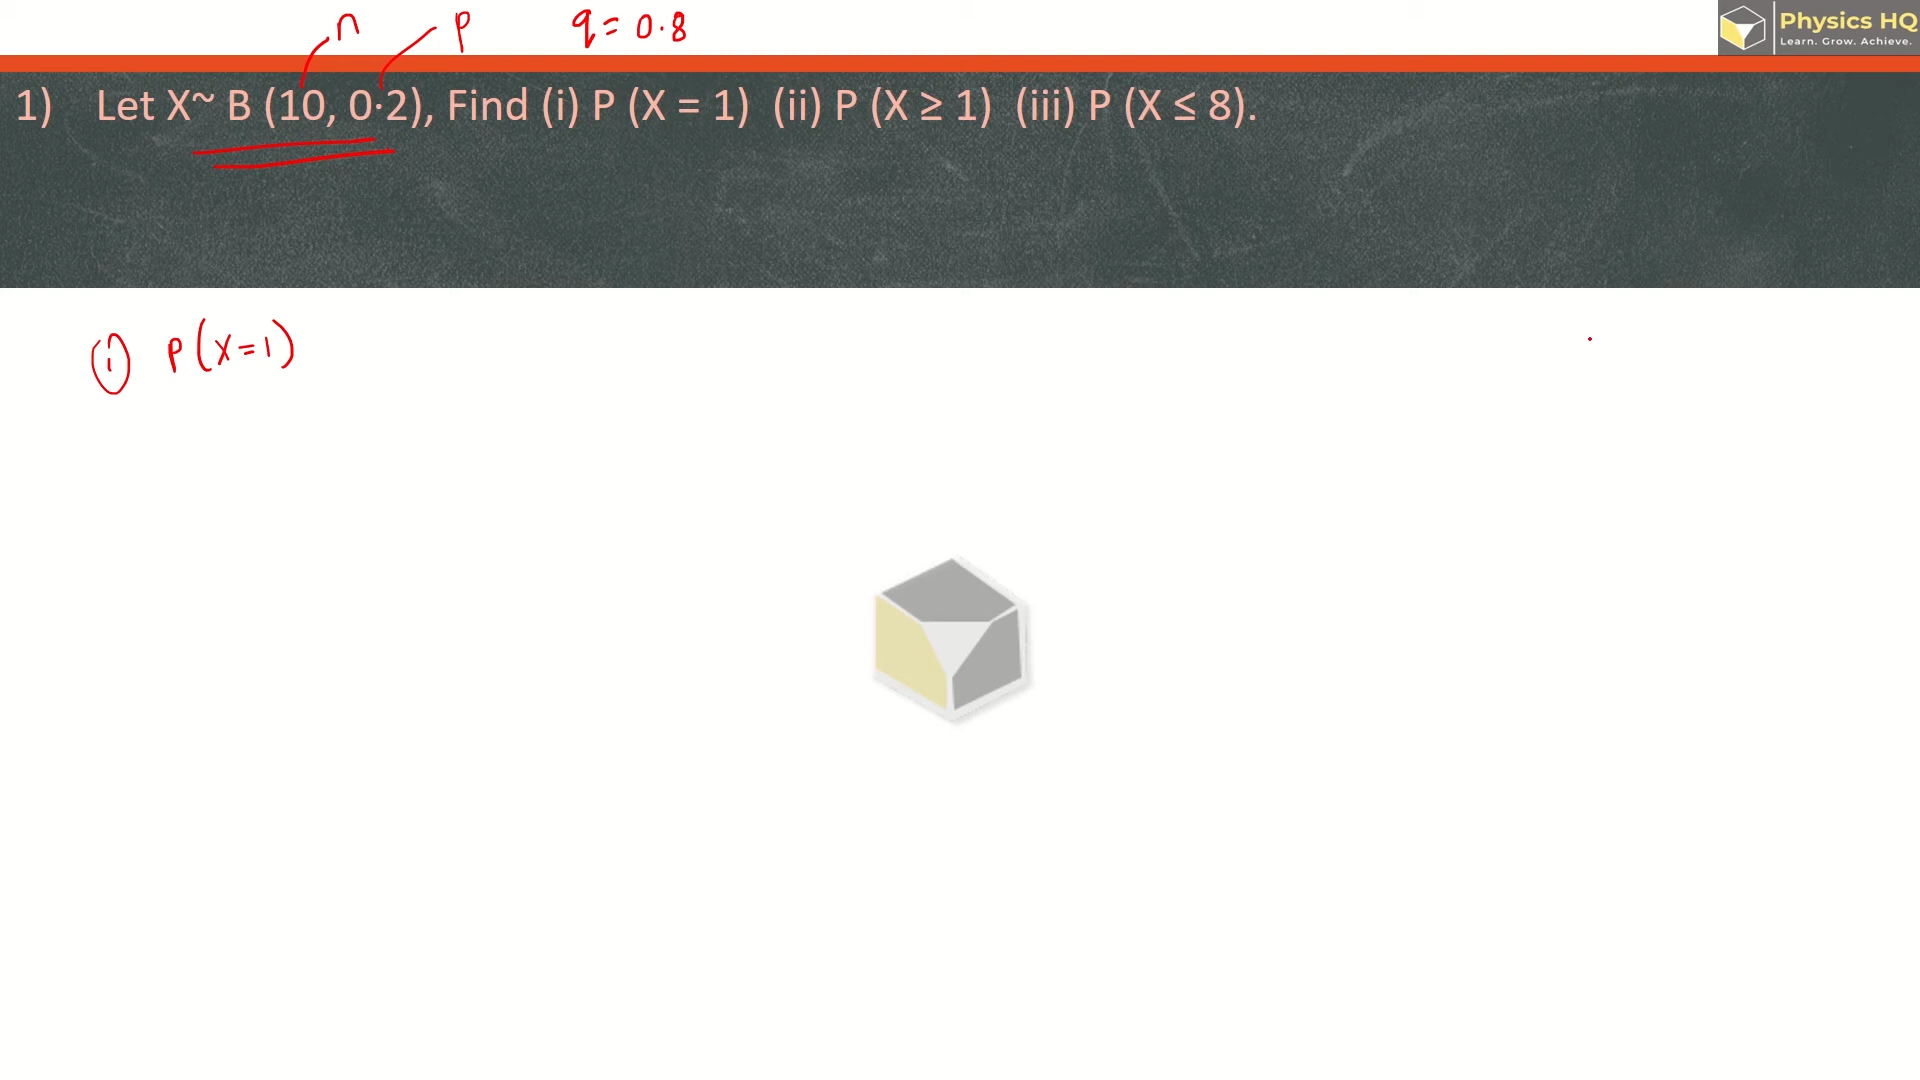 n p q = 0.8
Physics HQ
Learn. Grow. Achieve.
1) Let X~ B (10, 0·2), Find (i) P (X = 1) (ii) P (X ≥ 1) (iii) P (X ≤ 8).
(i) P(X=1)